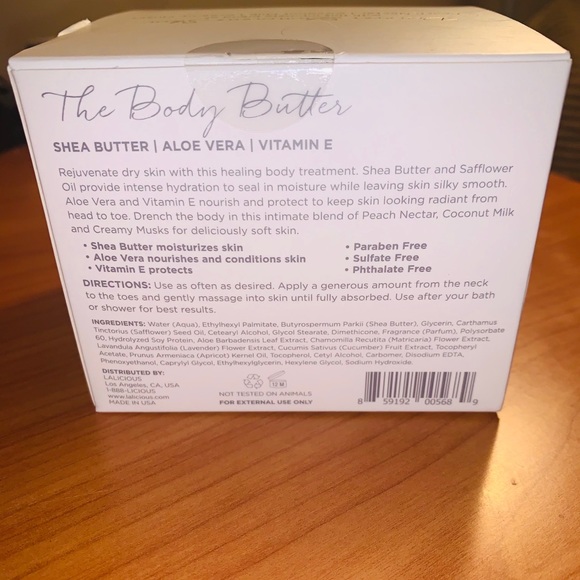 The Body Butter
SHEA BUTTER | ALOE VERA | VITAMIN E
Rejuvenate dry skin with this healing body treatment. Shea Butter and Safflower
Oil provide intense hydration to seal in moisture while leaving skin silky smooth.
Aloe Vera and Vitamin E nourish and protect to keep skin looking radiant from
head to toe. Drench the body in this intimate blend of Peach Nectar, Coconut Milk
and Creamy Musks for deliciously soft skin.
• Shea Butter moisturizes skin
• Aloe Vera nourishes and conditions skin
• Vitamin E protects
• Paraben Free
• Sulfate Free
• Phthalate Free
DIRECTIONS: Use as often as desired. Apply a generous amount from the neck
to the toes and gently massage into skin until fully absorbed. Use after your bath
or shower for best results.
INGREDIENTS: Water (Aqua), Ethylhexyl Palmitate, Butyrospermum Parkii (Shea Butter), Glycerin, Carthamus
Tinctorius (Safflower) Seed Oil, Cetearyl Alcohol, Glycol Stearate, Dimethicone, Fragrance (Parfum), Polysorbate
60, Hydrolyzed Soy Protein, Aloe Barbadensis Leaf Extract, Chamomilla Recutita (Matricaria) Flower Extract,
Lavandula Angustifolia (Lavender) Flower Extract, Cucumis Sativus (Cucumber) Fruit Extract, Tocopheryl
Acetate, Prunus Armeniaca (Apricot) Kernel Oil, Tocopherol, Cetyl Alcohol, Carbomer, Disodium EDTA,
Phenoxyethanol, Caprylyl Glycol, Ethylhexylglycerin, Hexylene Glycol, Sodium Hydroxide.
DISTRIBUTED BY:
LALICIOUS
Los Angeles, CA, USA
1-888-LICIOUS
www.lalicious.com
MADE IN USA
12 M
NOT TESTED ON ANIMALS
FOR EXTERNAL USE ONLY
8 59192 00568 9